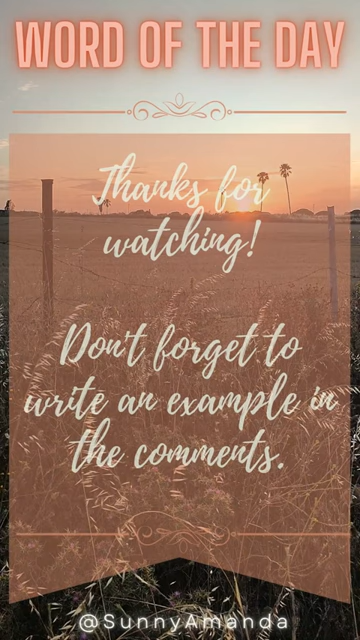 WORD OF THE DAY
Thanks for
watching!
Don't forget to
write an example in
the comments.
@SunnyAmanda